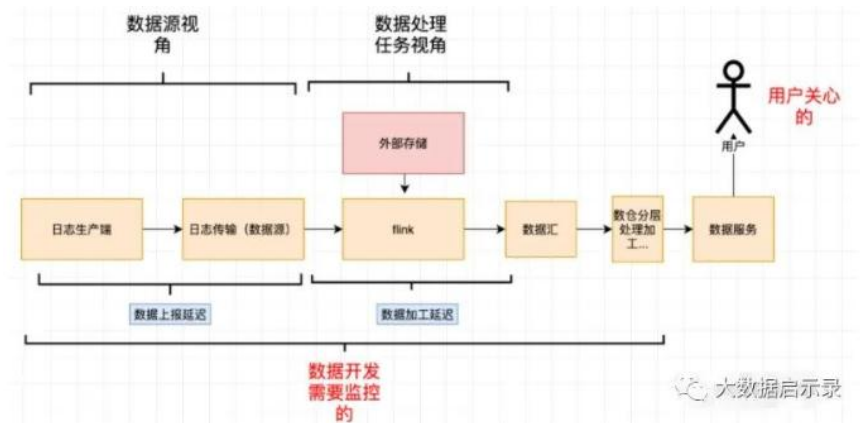 数据源视
角
数据处理
任务视角
用户关心
的
外部存储
用户
日志生产端
日志传输（数据源）
flink
数据汇
数仓分层
处理加
工...
数据服务
数据上报延迟
数据加工延迟
数据开发
需要监控
的
大数据启示录